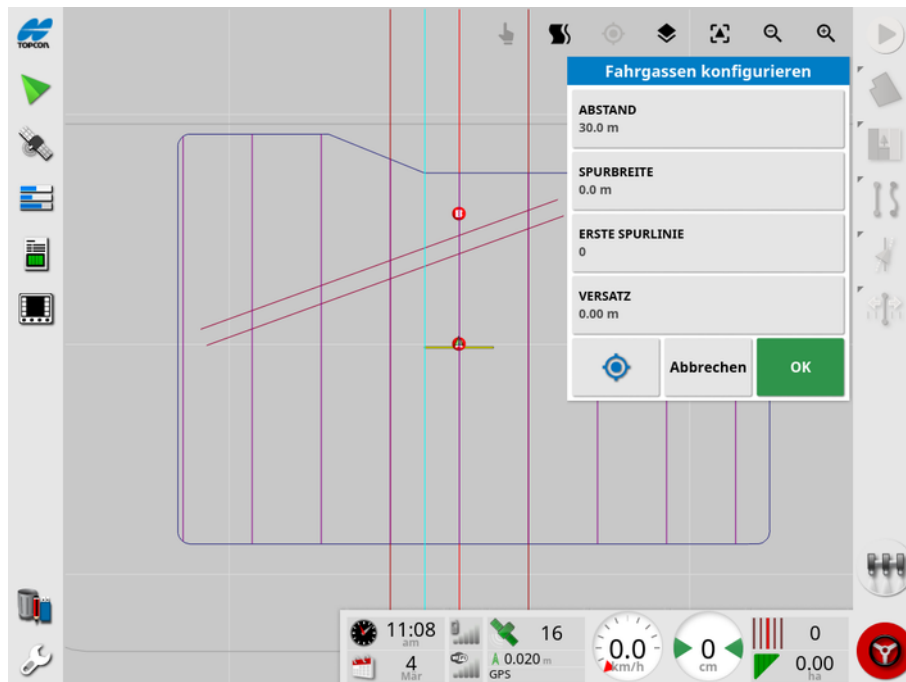 TOPCON
Fahrgassen konfigurieren
ABSTAND
30.0 m
SPURBREITE
0.0 m
ERSTE SPURLINIE
0
VERSATZ
0.00 m
Abbrechen
OK
11:08
am
4
Mär
16
0.020 m
GPS
0.0
km/h
0
cm
0
0.00
ha